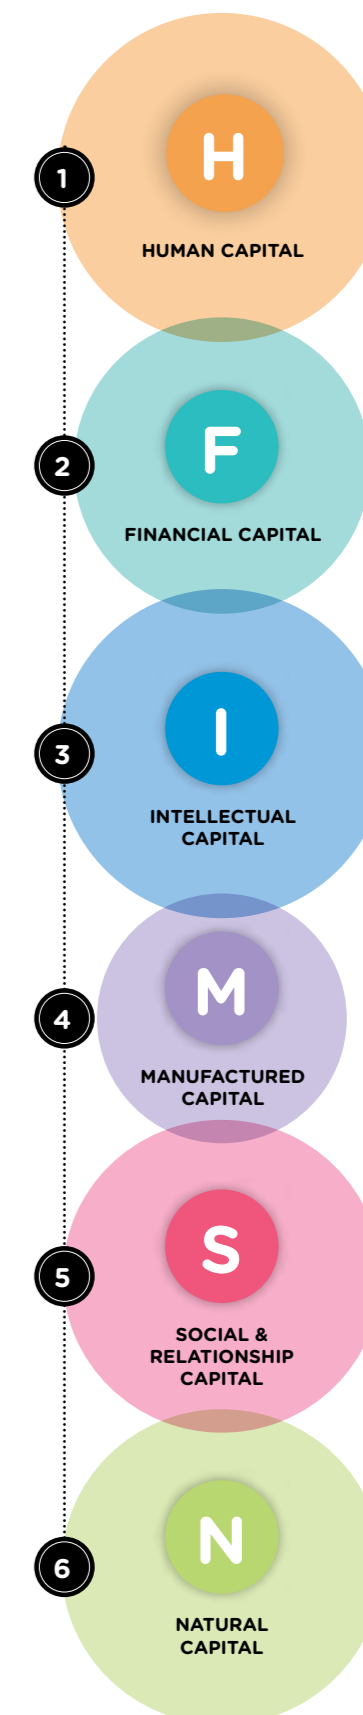 H
1
HUMAN CAPITAL
F
2
FINANCIAL CAPITAL
I
3
INTELLECTUAL
CAPITAL
M
4
MANUFACTURED
CAPITAL
S
5
SOCIAL &
RELATIONSHIP
CAPITAL
N
6
NATURAL
CAPITAL